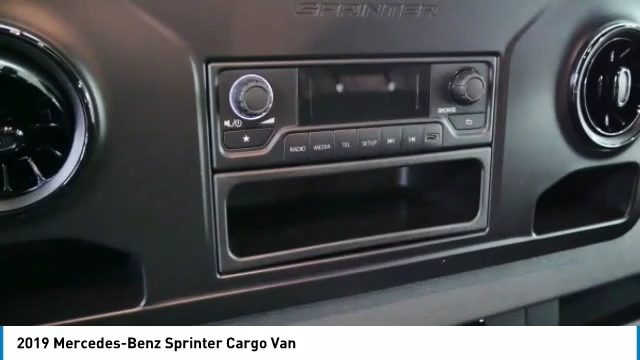 SPRINTER
BROWSE
RADIO MEDIA TEL SETUP
2019 Mercedes-Benz Sprinter Cargo Van